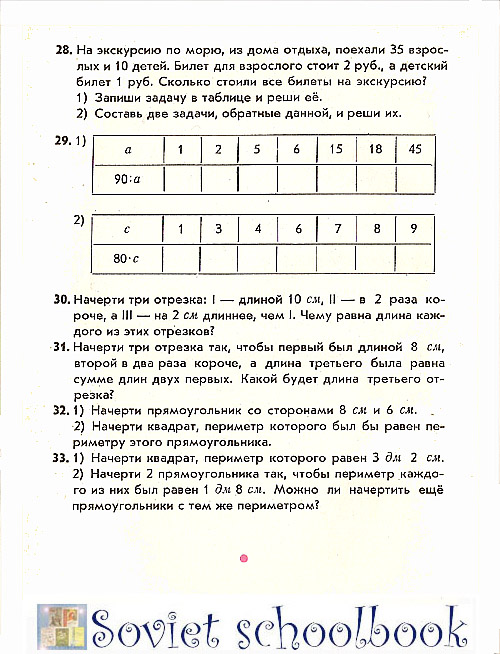 28. На экскурсию по морю, из дома отдыха, поехали 35 взрос-
лых и 10 детей. Билет для взрослого стоит 2 руб., а детский
билет 1 руб. Сколько стоили все билеты на экскурсию?
1) Запиши задачу в таблице и реши её.
2) Составь две задачи, обратные данной, и реши их.
29. 1)
a 1 2 5 6 15 18 45
90:a
2)
c 1 3 4 6 7 8 9
80·c
30. Начерти три отрезка: I — длиной 10 см, II — в 2 раза ко-
роче, а III — на 2 см длиннее, чем I. Чему равна длина каж-
дого из этих отрезков?
31. Начерти три отрезка так, чтобы первый был длиной 8 см,
второй в два раза короче, а длина третьего была равна
сумме длин двух первых. Какой будет длина третьего от-
резка?
32. 1) Начерти прямоугольник со сторонами 8 см и 6 см.
2) Начерти квадрат, периметр которого был бы равен пе-
риметру этого прямоугольника.
33. 1) Начерти квадрат, периметр которого равен 3 дм 2 см.
2) Начерти 2 прямоугольника так, чтобы периметр каждо-
го из них был равен 1 дм 8 см. Можно ли начертить ещё
прямоугольники с тем же периметром?
Soviet schoolbook